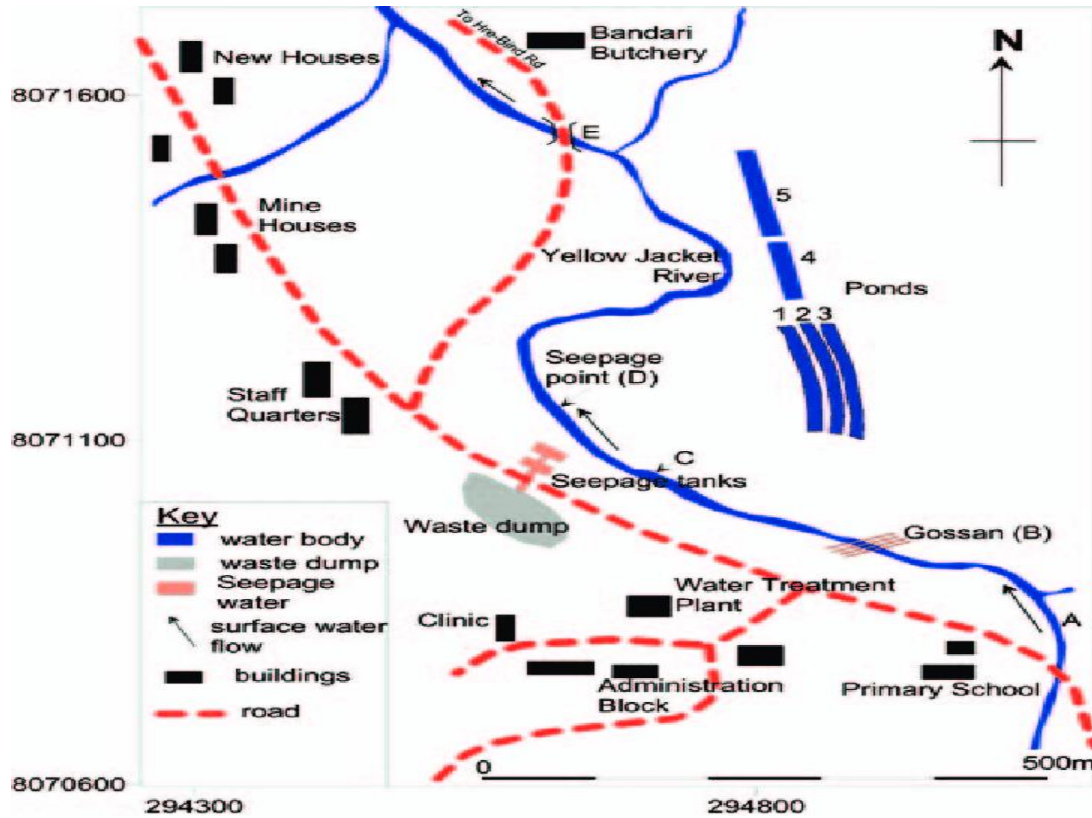 To Hre-Bind Rd
Bandari
Butchery
N
New Houses
8071600
E
5
Mine
Houses
Yellow Jacket
River
4
Ponds
1 2 3
Seepage
point (D)
Staff
Quarters
8071100
C
Seepage tanks
Waste dump
Gossan (B)
Key
water body
waste dump
Seepage
water
surface water
flow
buildings
road
Water Treatment
Plant
Clinic
A
Administration
Block
Primary School
0
500m
8070600
294300
294800